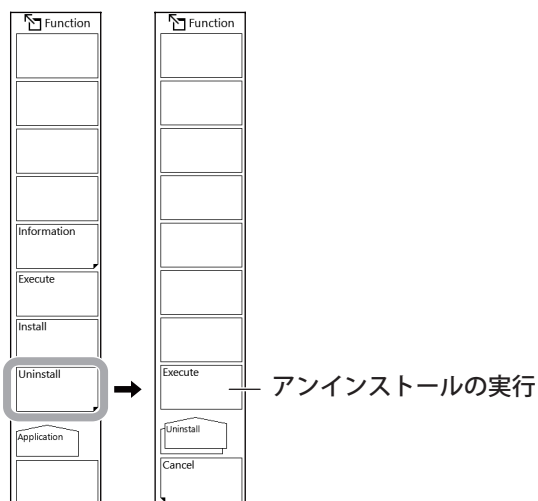 Function
Information
Execute
Install
Uninstall
Application
Function
Execute
アンインストールの実行
Uninstall
Cancel